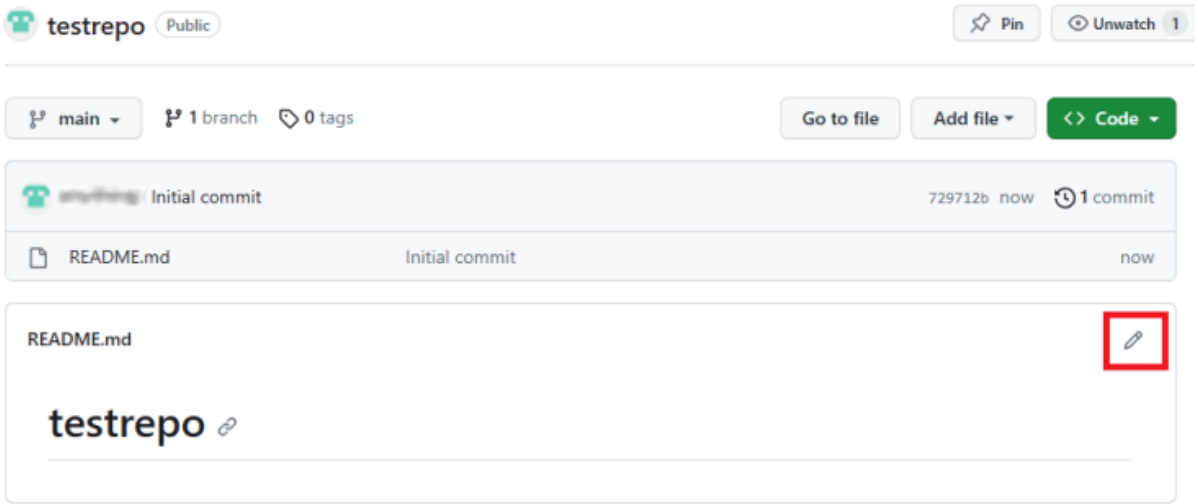 testrepo Public Pin Unwatch 1
main 1 branch 0 tags Go to file Add file Code
Initial commit 729712b now 1 commit
README.md Initial commit now
README.md
testrepo